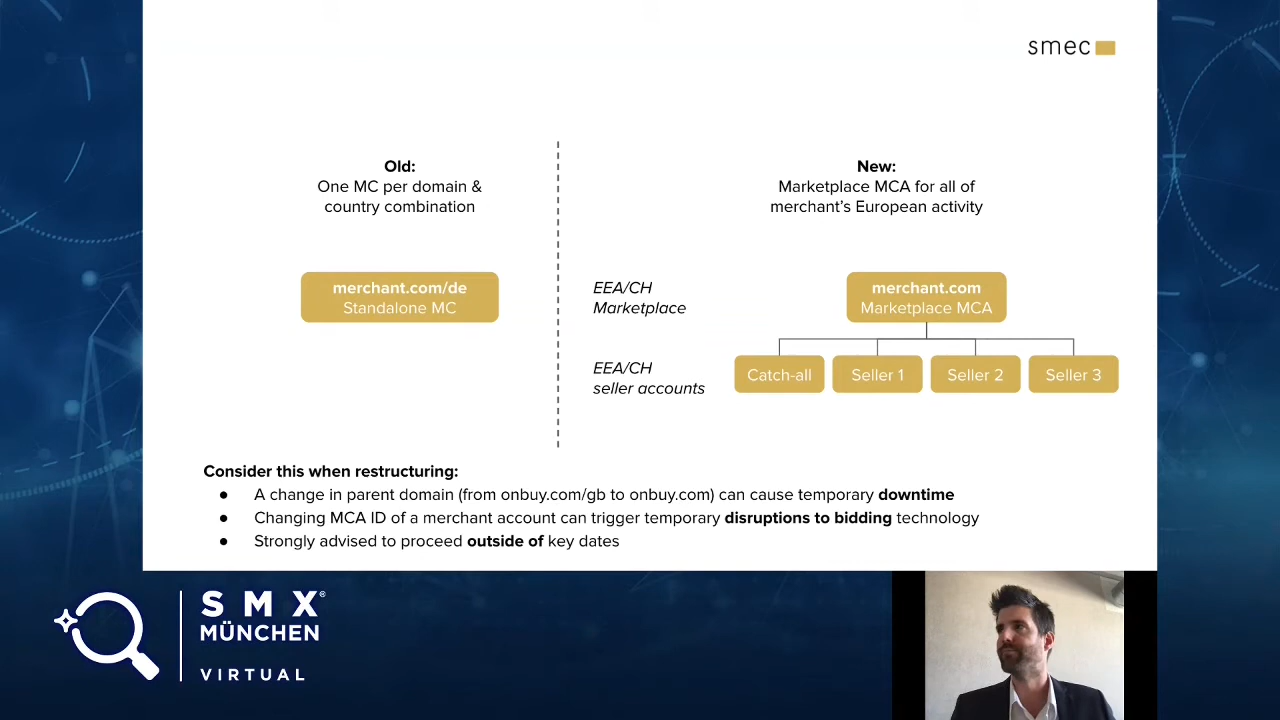 smec
Old:
One MC per domain &
country combination
New:
Marketplace MCA for all of
merchant's European activity
merchant.com/de
Standalone MC
EEA/CH
Marketplace
merchant.com
Marketplace MCA
EEA/CH
seller accounts
Catch-all
Seller 1
Seller 2
Seller 3
Consider this when restructuring:
● A change in parent domain (from onbuy.com/gb to onbuy.com) can cause temporary downtime
● Changing MCA ID of a merchant account can trigger temporary disruptions to bidding technology
● Strongly advised to proceed outside of key dates
SMX®
MÜNCHEN
VIRTUAL